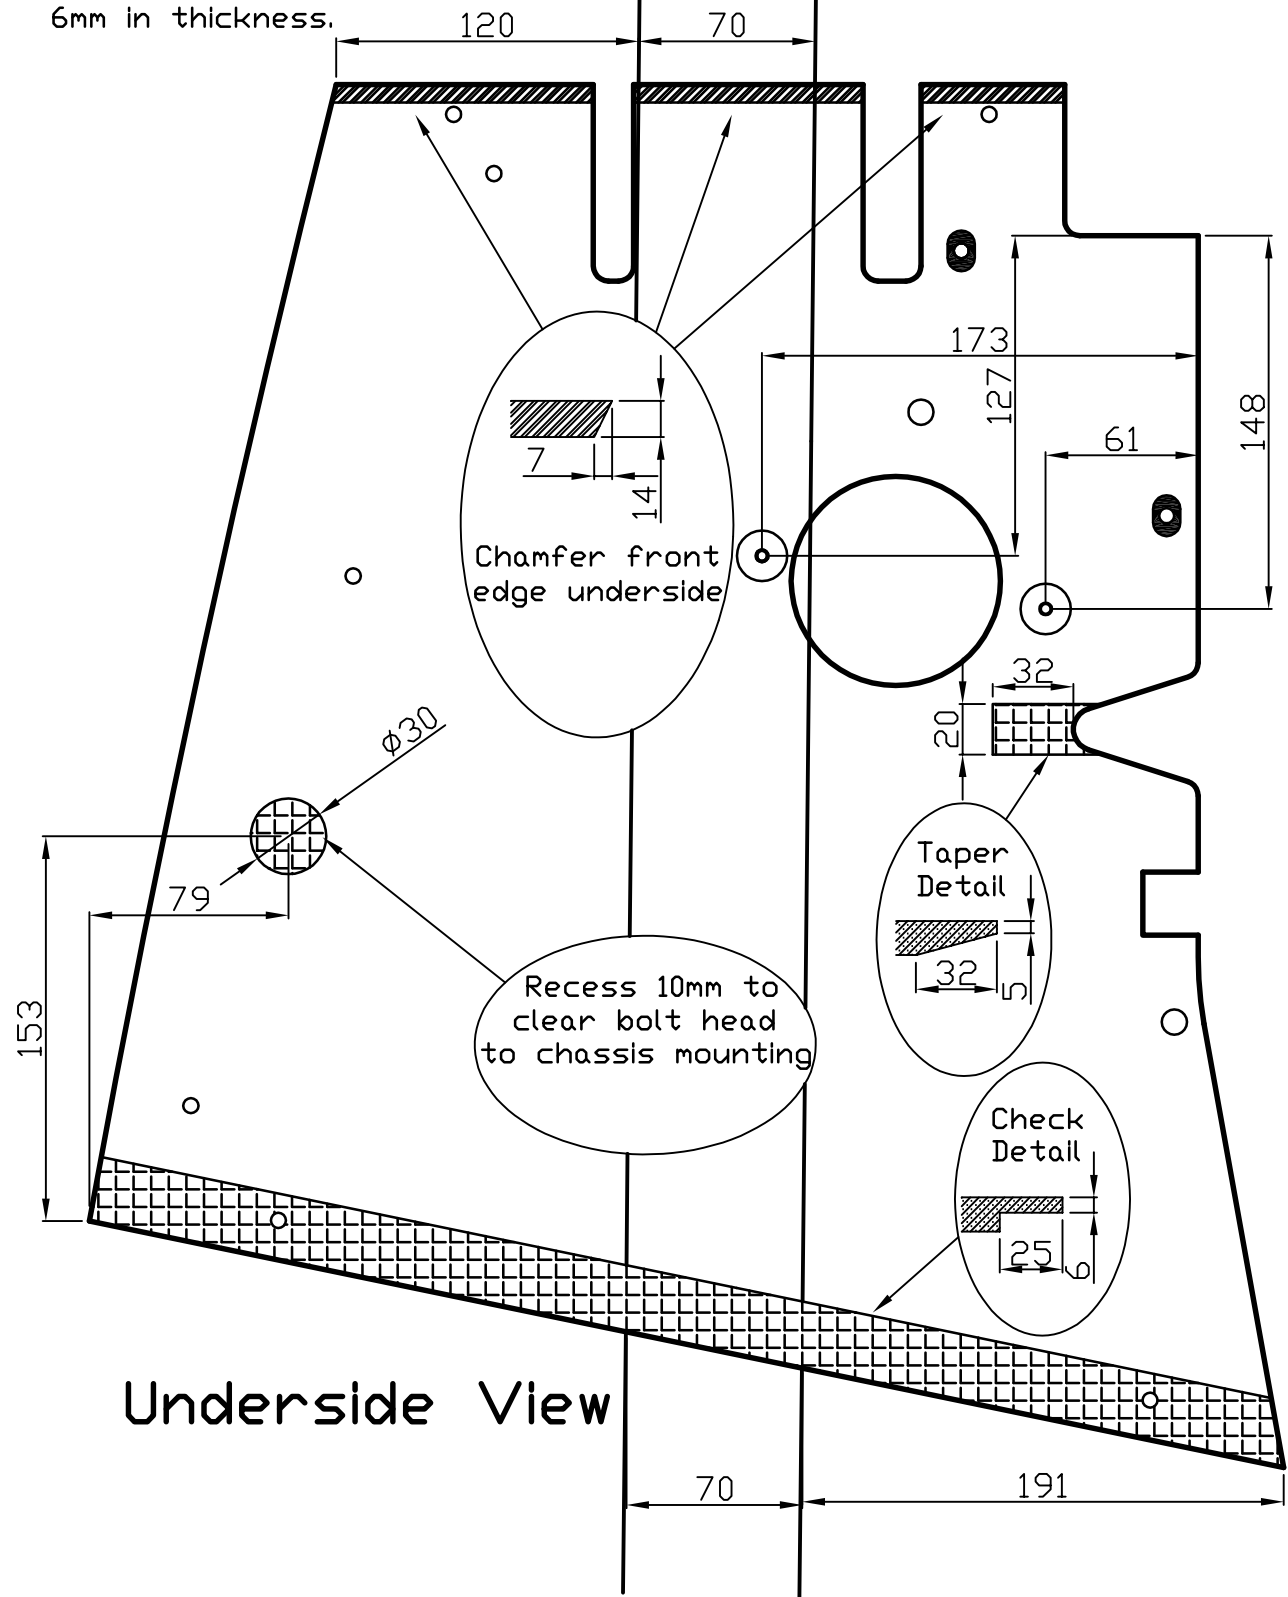 6mm in thickness.
120
70
173
127
148
61
7
14
Chamfer front
edge underside
32
20
ø30
79
153
Taper
Detail
32
5
Recess 10mm to
clear bolt head
to chassis mounting
Check
Detail
25
6
Underside View
70
191